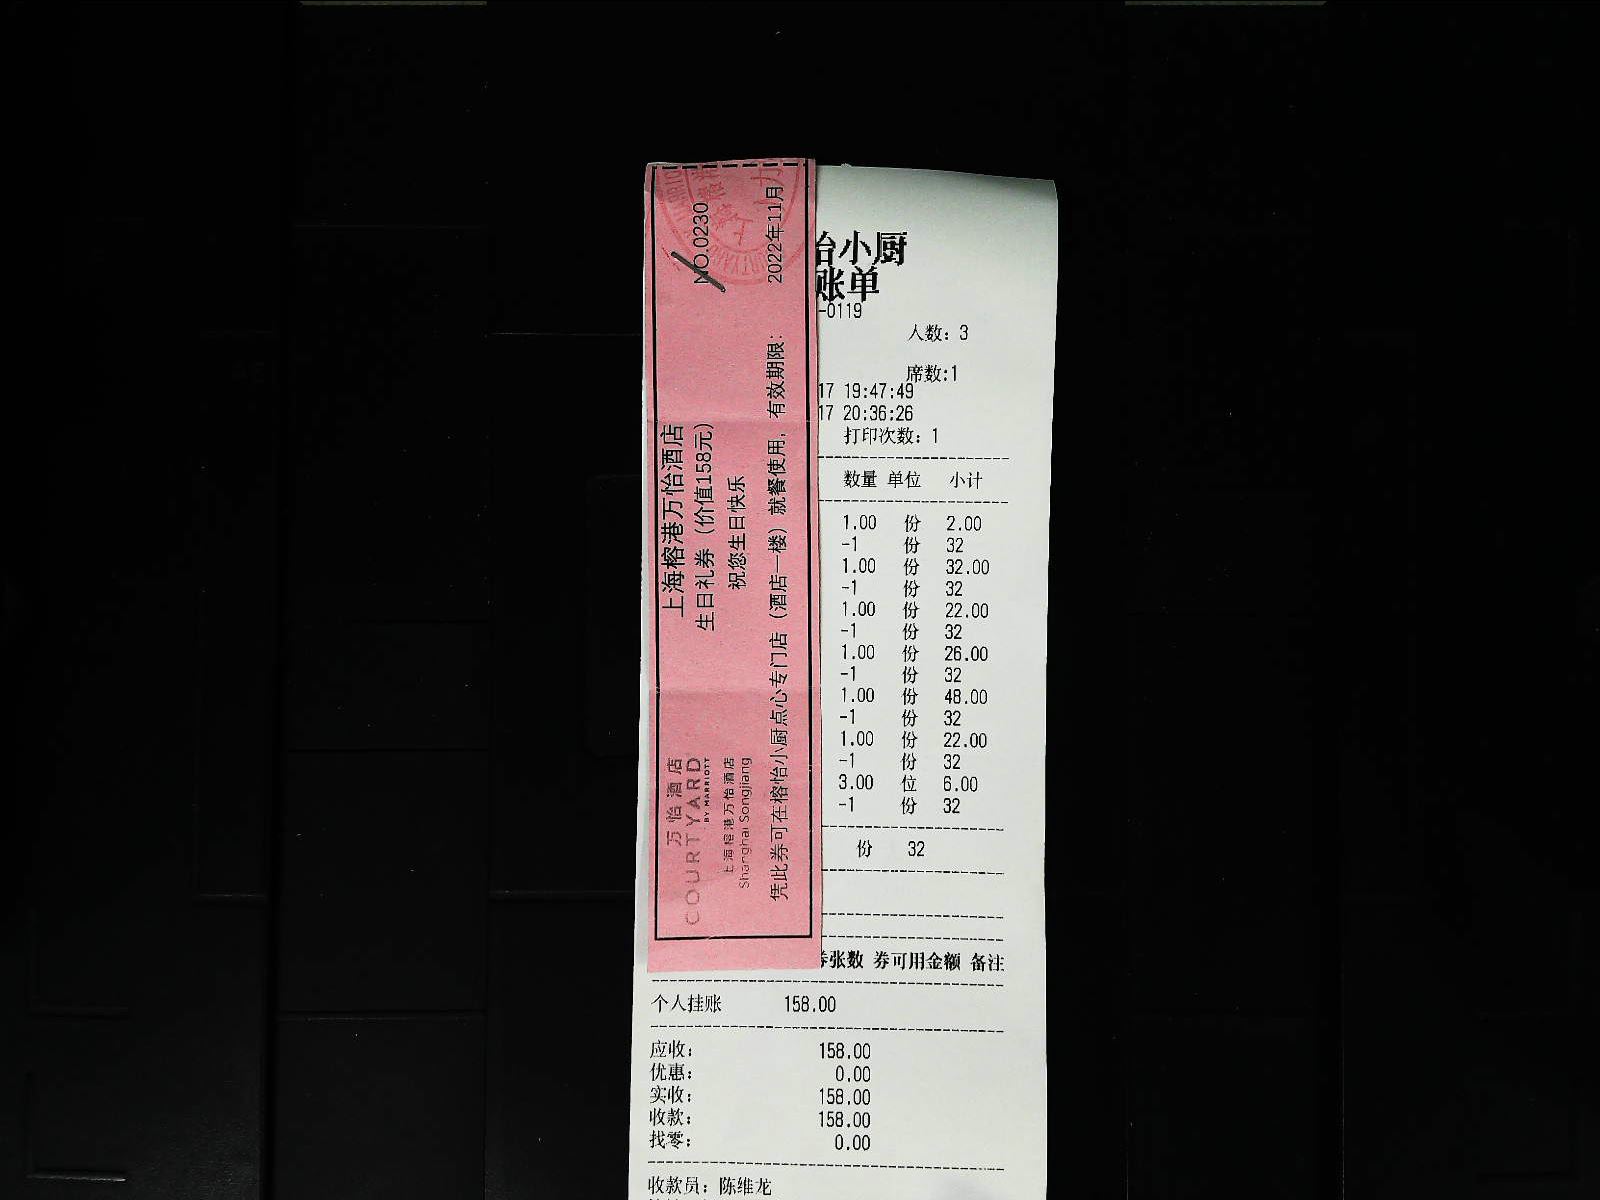 上海榕港万怡酒店
NO.0230
生日礼券（价值158元）
祝您生日快乐
凭此券可在榕怡小厨点心专门店（酒店一楼）就餐使用，有效期限：
2022年11月
万怡酒店
COURTYARD
BY MARRIOTT
上海榕港万怡酒店
Shanghai Songjiang
怡小厨
账单
-0119
人数：3
席数:1
17 19:47:49
17 20:36:26
打印次数：1
数量 单位 小计
1.00 份 2.00
-1 份 32
1.00 份 32.00
-1 份 32
1.00 份 22.00
-1 份 32
1.00 份 26.00
-1 份 32
1.00 份 48.00
-1 份 32
1.00 份 22.00
-1 份 32
3.00 位 6.00
-1 份 32
份 32
券张数 券可用金额 备注
个人挂账 158.00
应收： 158.00
优惠： 0.00
实收： 158.00
收款： 158.00
找零： 0.00
收款员：陈维龙